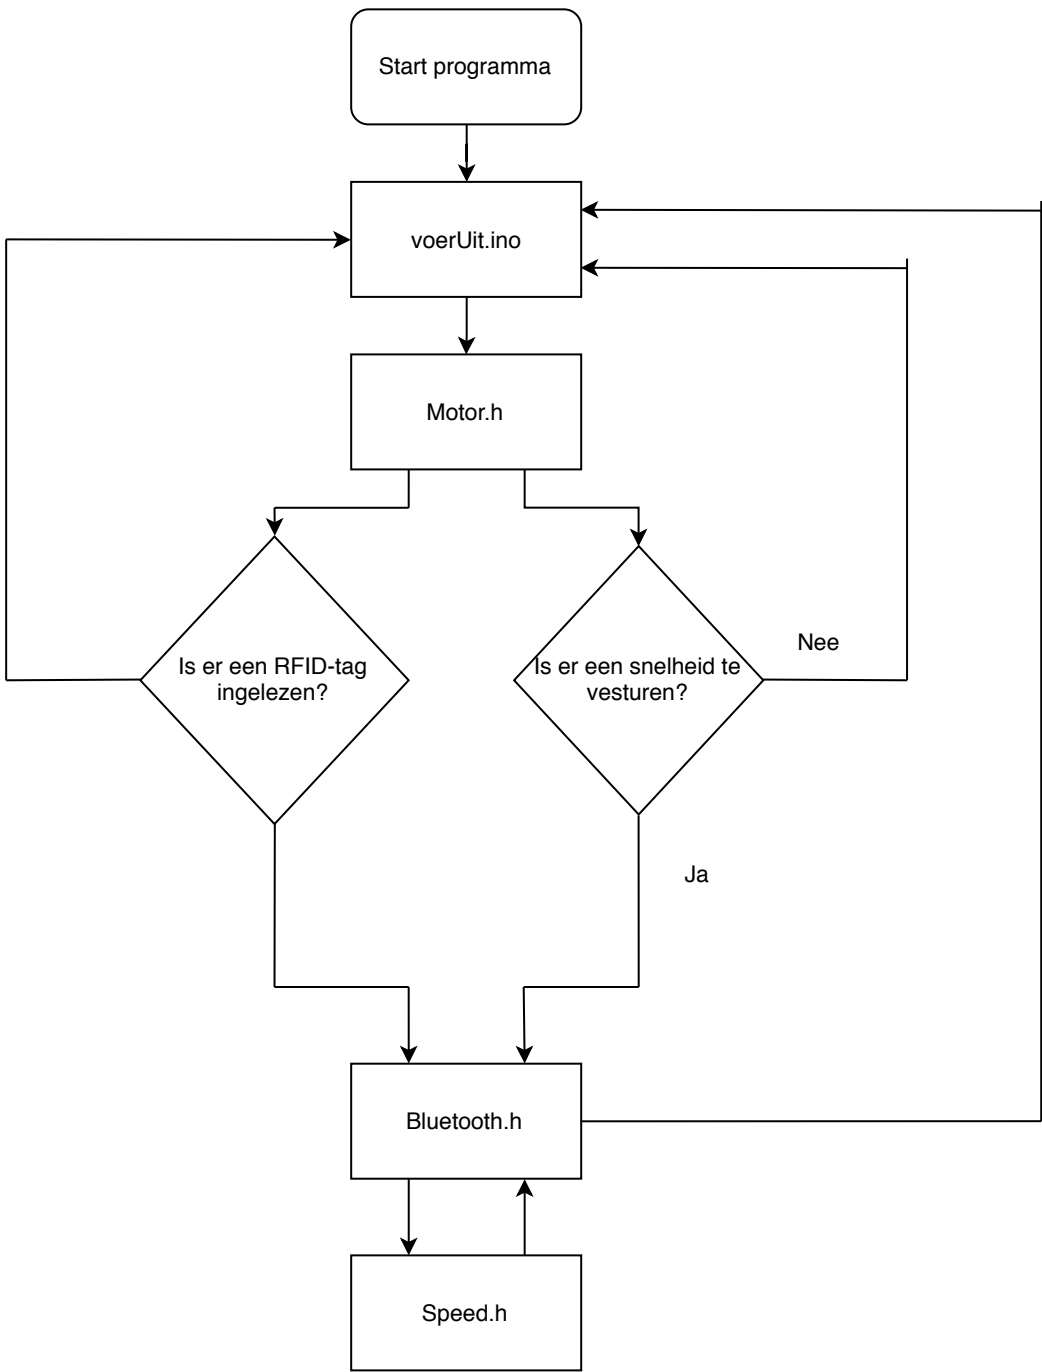 Start programma
voerUit.ino
Motor.h
Is er een RFID-tag
ingelezen?
Is er een snelheid te
vesturen?
Nee
Ja
Bluetooth.h
Speed.h